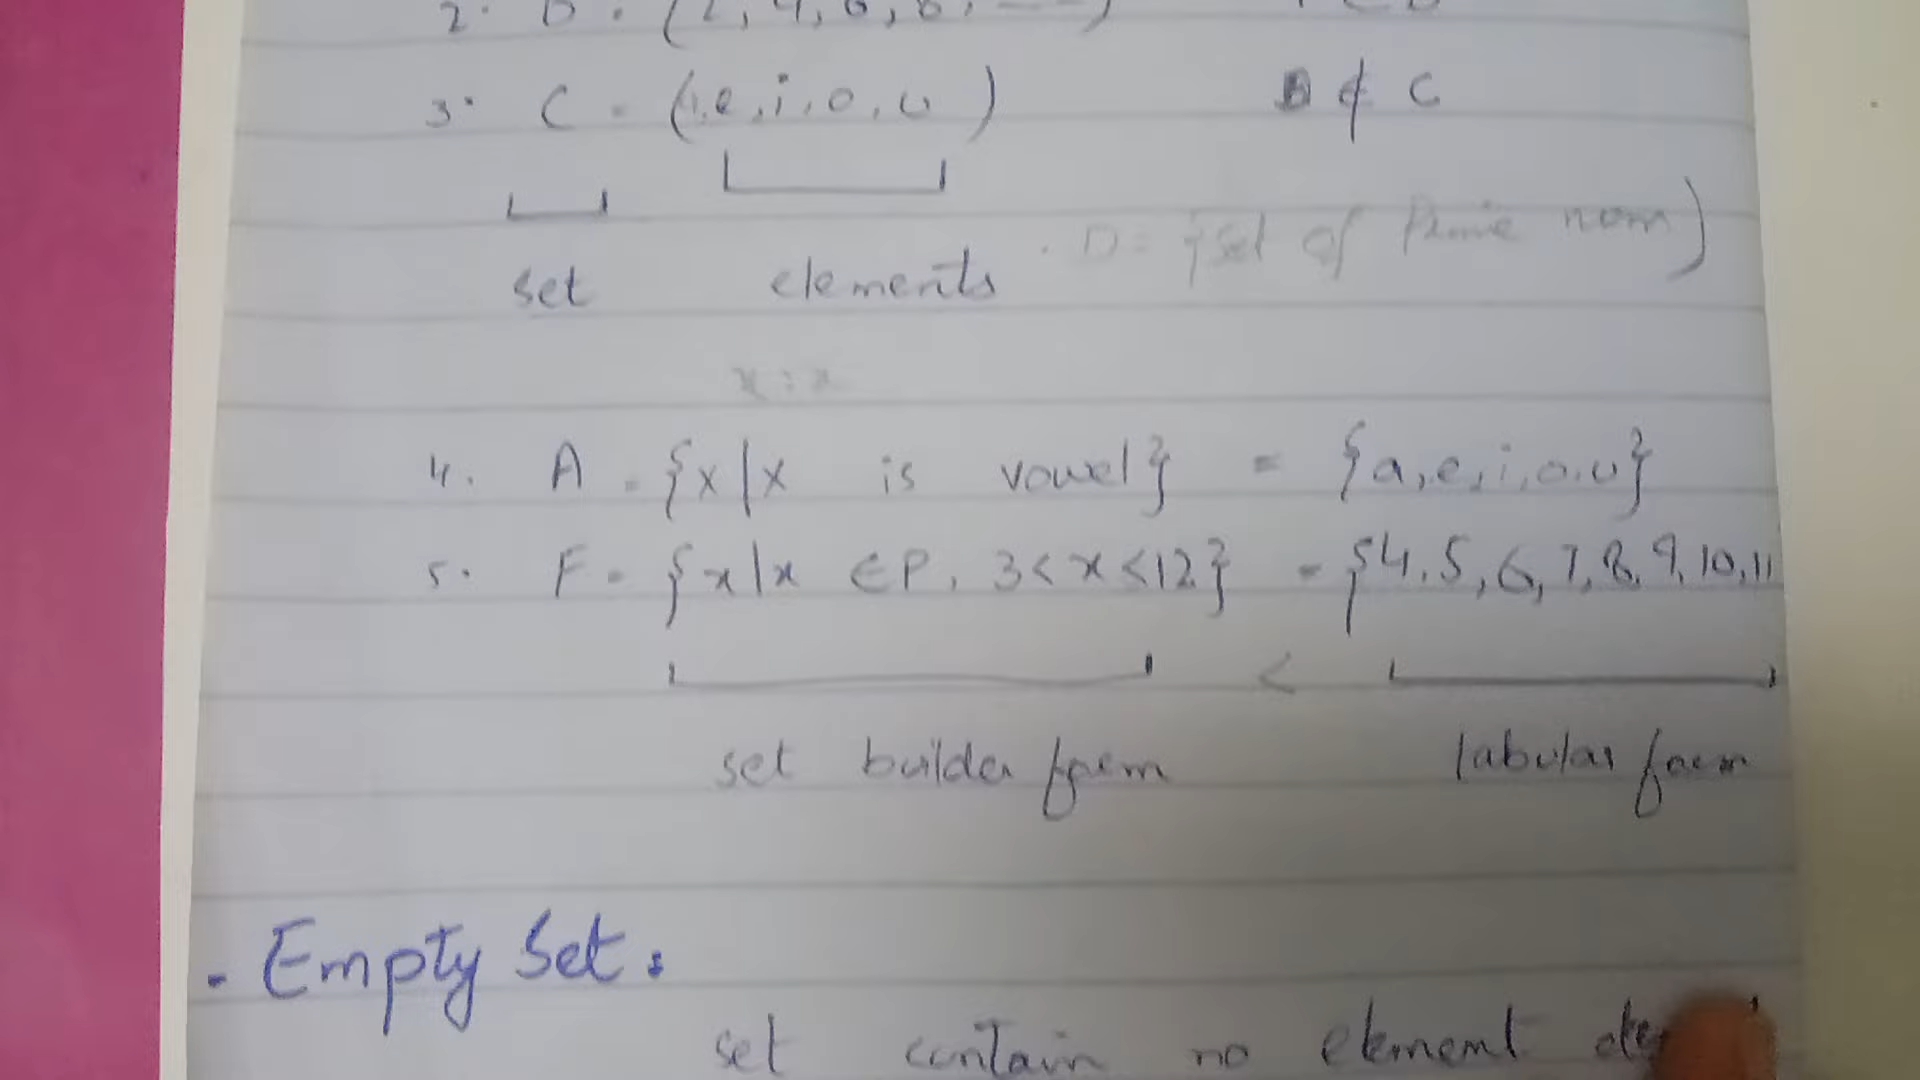 3. C = (a, e, i, o, u) D ∉ C
set elements . D = {set of Prime num)
x : x
4. A = {x | x is vowel} = {a, e, i, o, u}
5. F = {x | x ∈ P, 3 < x ≤ 12} = {4, 5, 6, 7, 8, 9, 10, 11
<
set builder form tabular form
- Empty Set :
set contain no element